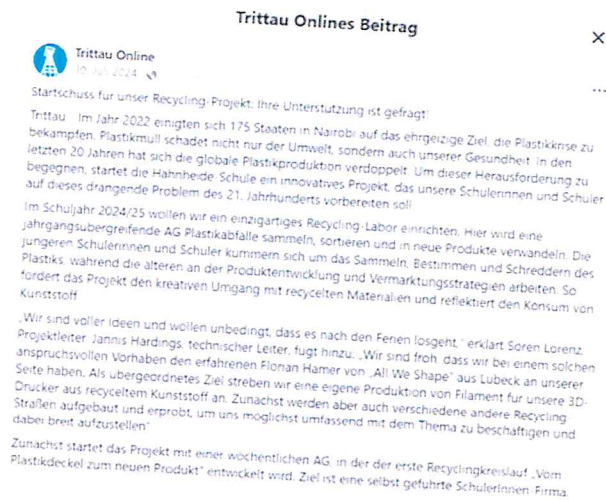 Trittau Onlines Beitrag
Trittau Online
10. Juli 2024
Startschuss für unser Recycling-Projekt: Ihre Unterstützung ist gefragt!
Trittau Im Jahr 2022 einigten sich 175 Staaten in Nairobi auf das ehrgeizige Ziel, die Plastikkrise zu
bekämpfen. Plastikmüll schadet nicht nur der Umwelt, sondern auch unserer Gesundheit. In den
letzten 20 Jahren hat sich die globale Plastikproduktion verdoppelt. Um dieser Herausforderung zu
begegnen, startet die Hahnheide-Schule ein innovatives Projekt, das unsere Schülerinnen und Schüler
auf dieses drängende Problem des 21. Jahrhunderts vorbereiten soll.
Im Schuljahr 2024/25 wollen wir ein einzigartiges Recycling-Labor einrichten. Hier wird eine
jahrgangsübergreifende AG Plastikabfälle sammeln, sortieren und in neue Produkte verwandeln. Die
jüngeren Schülerinnen und Schüler kümmern sich um das Sammeln, Bestimmen und Schreddern des
Plastiks, während die älteren an der Produktentwicklung und Vermarktungsstrategien arbeiten. So
fördert das Projekt den kreativen Umgang mit recycelten Materialien und reflektiert den Konsum von
Kunststoff.
„Wir sind voller Ideen und wollen unbedingt, dass es nach den Ferien losgeht,“ erklärt Sören Lorenz,
Projektleiter. Jannis Hardings, technischer Leiter, fügt hinzu: „Wir sind froh, dass wir bei einem solchen
anspruchsvollen Vorhaben den erfahrenen Florian Hamer von „All We Shape“ aus Lübeck an unserer
Seite haben. Als übergeordnetes Ziel streben wir eine eigene Produktion von Filament für unsere 3D-
Drucker aus recyceltem Kunststoff an. Zunächst werden aber auch verschiedene andere Recycling
Straßen aufgebaut und erprobt, um uns möglichst umfassend mit dem Thema zu beschäftigen und
dabei breit aufzustellen“
Zunächst startet das Projekt mit einer wöchentlichen AG, in der der erste Recyclingkreislauf „Vom
Plastikdeckel zum neuen Produkt“ entwickelt wird. Ziel ist eine selbst geführte SchülerInnen-Firma,